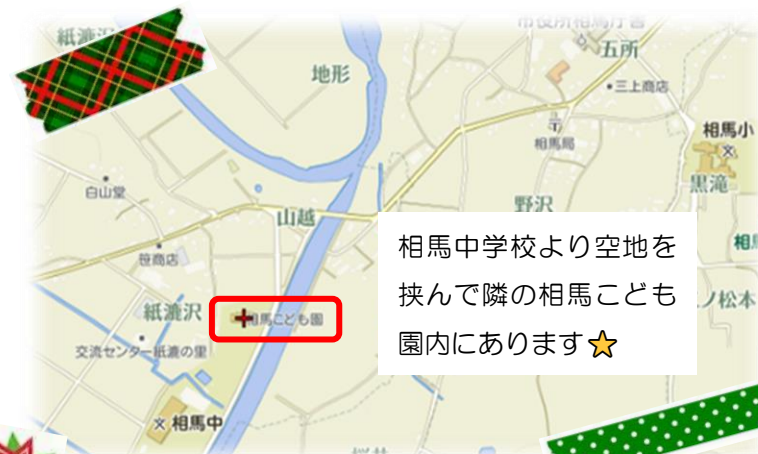 紙漉沢
市役所相馬庁舎
地形
五所
三上商店
相馬局
相馬小
黒滝
白山堂
山越
野沢
笹商店
紙漉沢
相馬こども園
交流センター紙漉の里
相馬中
相馬中学校より空地を
挟んで隣の相馬こども
園内にあります
ノ松本